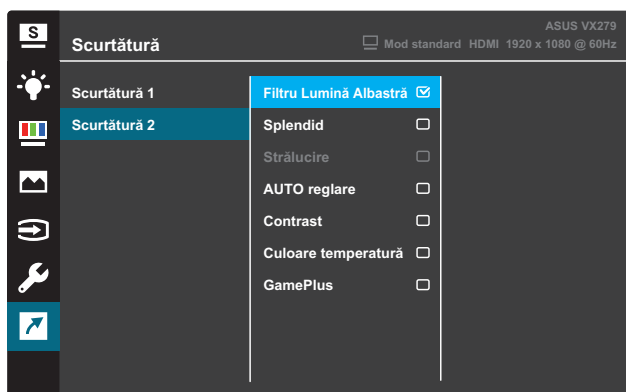 S
ASUS VX279
Scurtătură
Mod standard HDMI 1920 x 1080 @ 60Hz
Scurtătură 1
Scurtătură 2
Filtru Lumină Albastră
Splendid
Strălucire
AUTO reglare
Contrast
Culoare temperatură
GamePlus